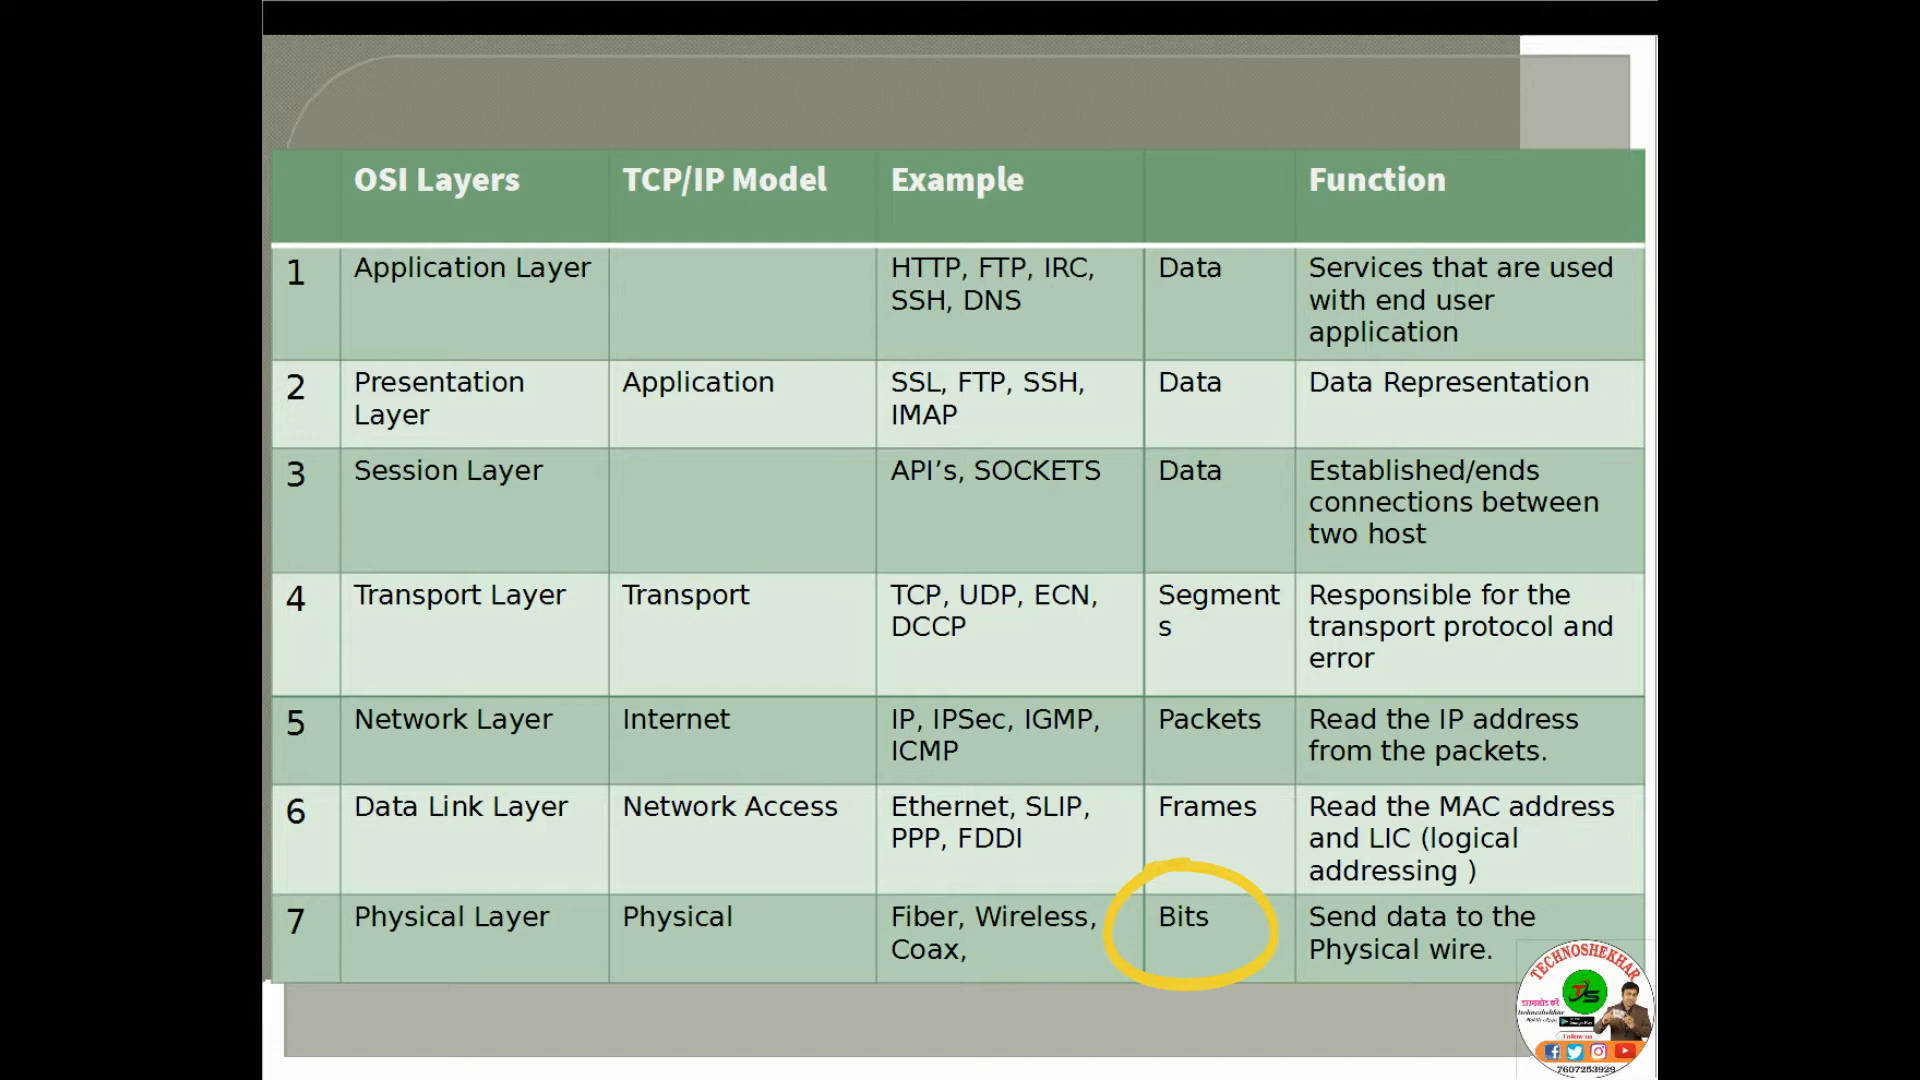 OSI Layers TCP/IP Model Example Function
1 Application Layer HTTP, FTP, IRC, Data Services that are used
SSH, DNS with end user
application
2 Presentation Application SSL, FTP, SSH, Data Data Representation
Layer IMAP
3 Session Layer API’s, SOCKETS Data Established/ends
connections between
two host
4 Transport Layer Transport TCP, UDP, ECN, Segment Responsible for the
DCCP s transport protocol and
error
5 Network Layer Internet IP, IPSec, IGMP, Packets Read the IP address
ICMP from the packets.
6 Data Link Layer Network Access Ethernet, SLIP, Frames Read the MAC address
PPP, FDDI and LIC (logical
addressing )
7 Physical Layer Physical Fiber, Wireless, Bits Send data to the
Coax, Physical wire.
TECHNOSHEKHAR
JS
technoshekhar
Mobile Apps
Follow us
7607253929